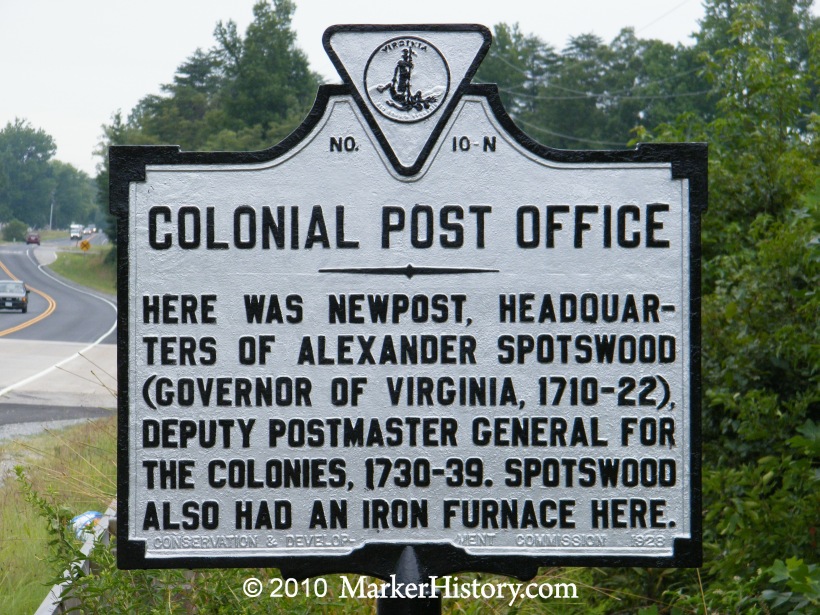 VIRGINIA
NO. 10-N
COLONIAL POST OFFICE
HERE WAS NEWPOST, HEADQUAR-
TERS OF ALEXANDER SPOTSWOOD
(GOVERNOR OF VIRGINIA, 1710-22),
DEPUTY POSTMASTER GENERAL FOR
THE COLONIES, 1730-39. SPOTSWOOD
ALSO HAD AN IRON FURNACE HERE.
CONSERVATION & DEVELOP- MENT COMMISSION 1928
© 2010 MarkerHistory.com